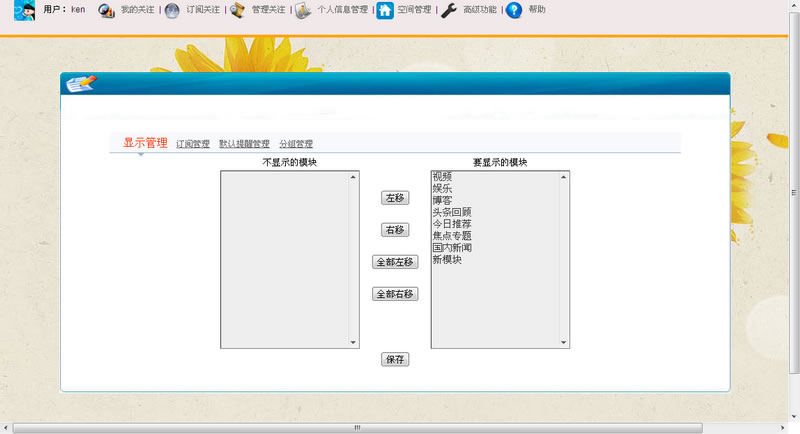 用户： ken 我的关注 | 订阅关注 | 管理关注 | 个人信息管理 | 空间管理 | 高级功能 | 帮助
显示管理 订阅管理 默认提醒管理 分组管理
不显示的模块 要显示的模块
视频
娱乐
左移
博客
头条回顾
今日推荐
右移
焦点专题
国内新闻
新模块
全部左移
全部右移
保存